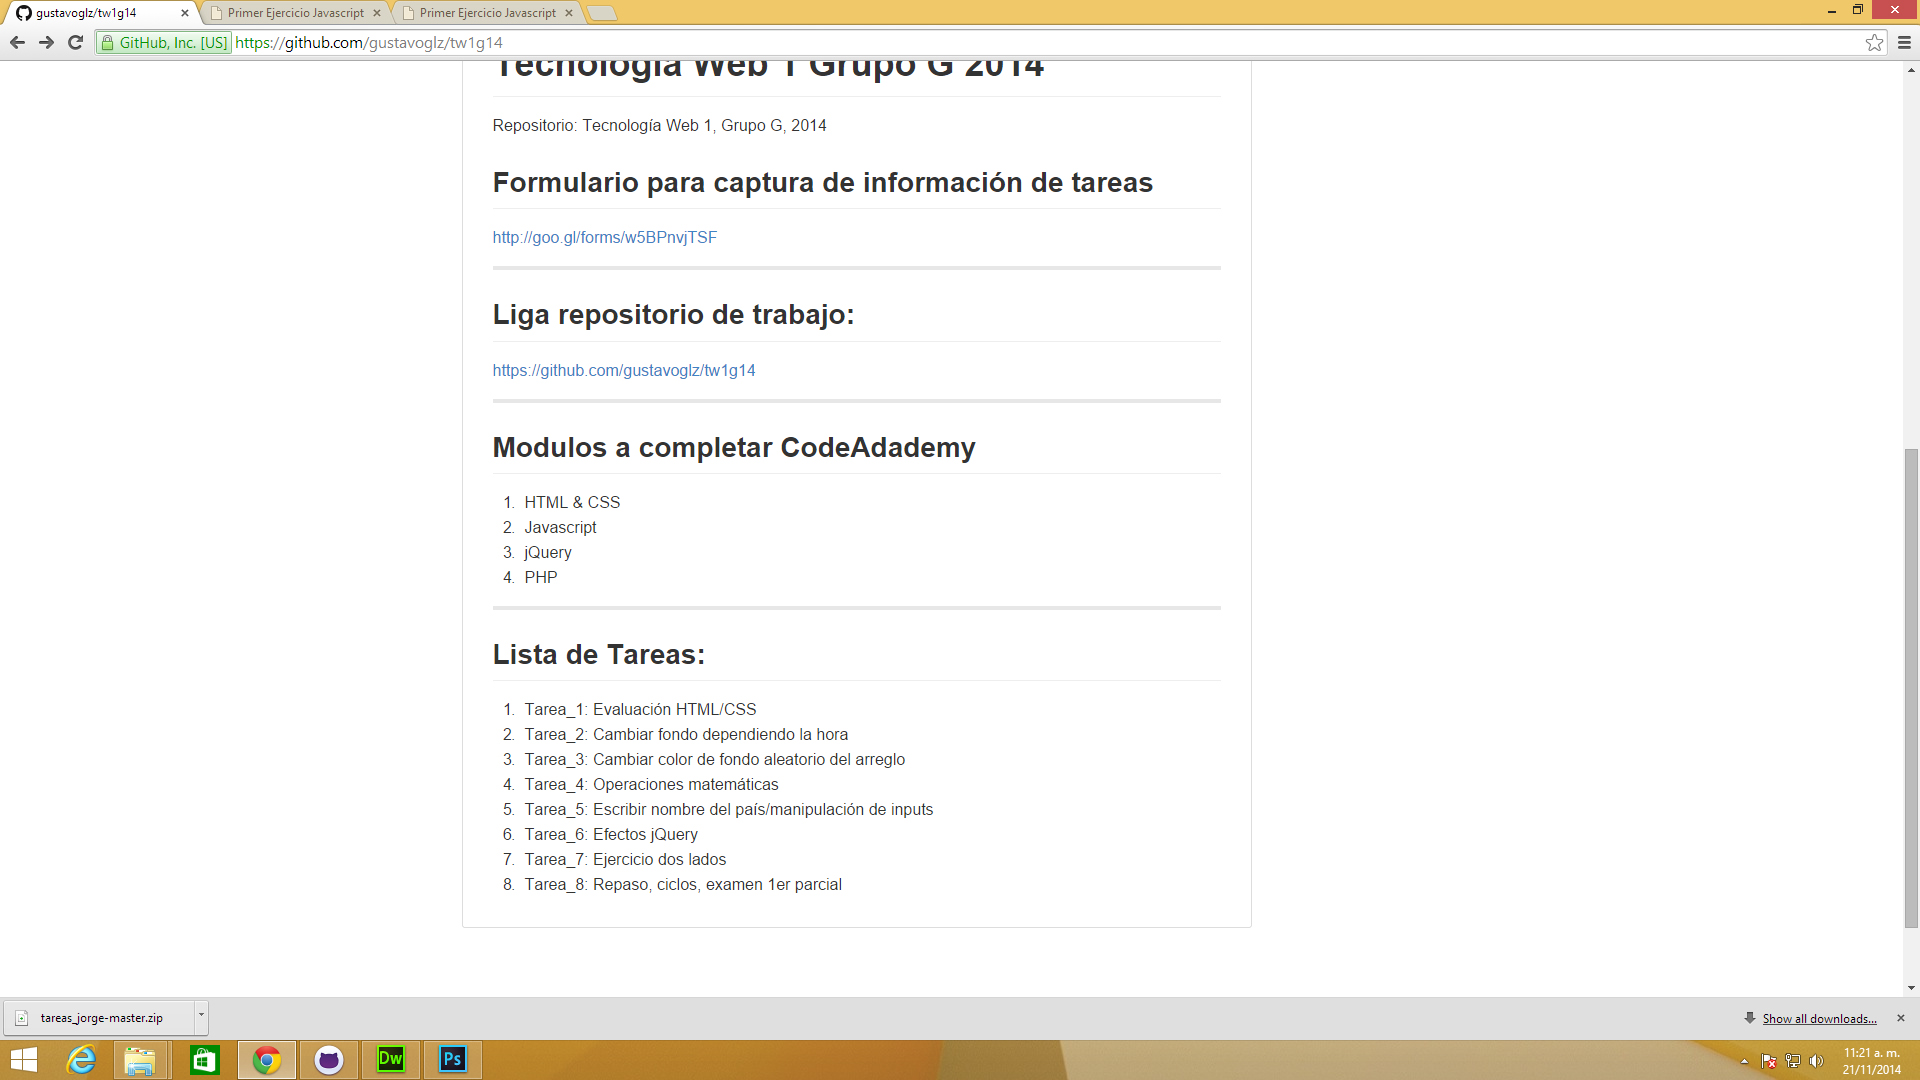 gustavoglz/tw1g14
Primer Ejercicio Javascript
Primer Ejercicio Javascript
GitHub, Inc. [US] https://github.com/gustavoglz/tw1g14
Tecnología Web 1 Grupo G 2014
Repositorio: Tecnología Web 1, Grupo G, 2014
Formulario para captura de información de tareas
http://goo.gl/forms/w5BPnvjTSF
Liga repositorio de trabajo:
https://github.com/gustavoglz/tw1g14
Modulos a completar CodeAdademy
1. HTML & CSS
2. Javascript
3. jQuery
4. PHP
Lista de Tareas:
1. Tarea_1: Evaluación HTML/CSS
2. Tarea_2: Cambiar fondo dependiendo la hora
3. Tarea_3: Cambiar color de fondo aleatorio del arreglo
4. Tarea_4: Operaciones matemáticas
5. Tarea_5: Escribir nombre del país/manipulación de inputs
6. Tarea_6: Efectos jQuery
7. Tarea_7: Ejercicio dos lados
8. Tarea_8: Repaso, ciclos, examen 1er parcial
tareas_jorge-master.zip
Show all downloads...
Dw
Ps
11:21 a. m.
21/11/2014